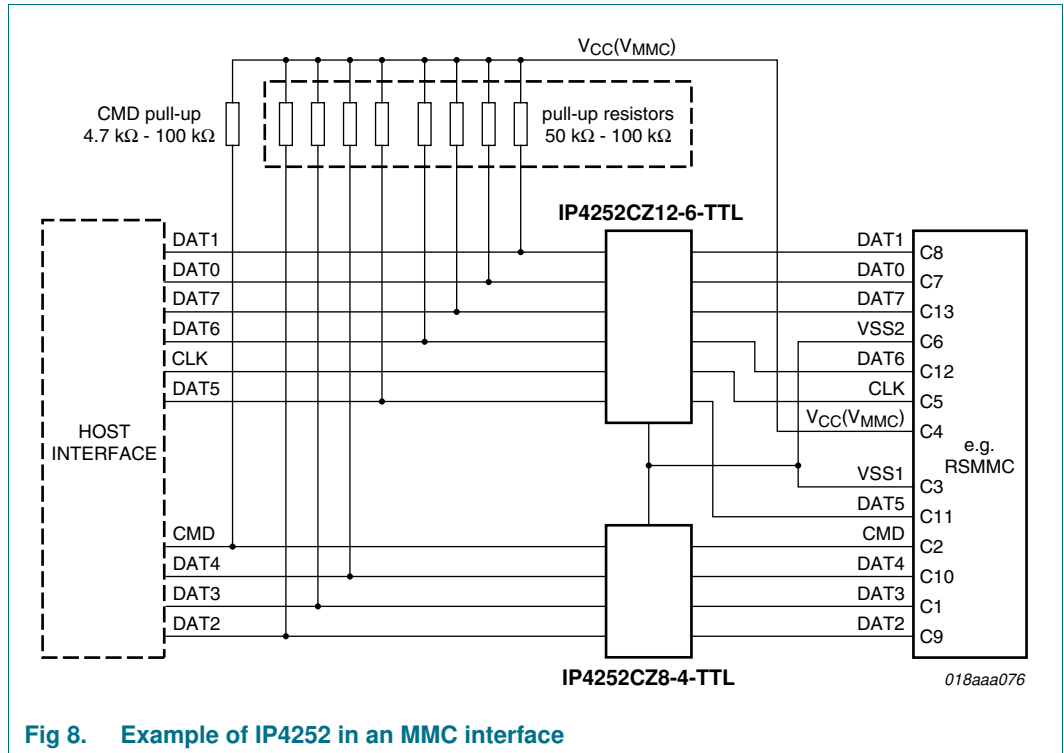 VCC(VMMC)
CMD pull-up
4.7 kΩ - 100 kΩ
pull-up resistors
50 kΩ - 100 kΩ
IP4252CZ12-6-TTL
HOST
INTERFACE
DAT1
DAT0
DAT7
DAT6
CLK
DAT5
CMD
DAT4
DAT3
DAT2
DAT1
DAT0
DAT7
VSS2
DAT6
CLK
VCC(VMMC)
VSS1
DAT5
CMD
DAT4
DAT3
DAT2
C8
C7
C13
C6
C12
C5
C4
C3
C11
C2
C10
C1
C9
e.g.
RSMMC
IP4252CZ8-4-TTL
018aaa076
Fig 8. Example of IP4252 in an MMC interface